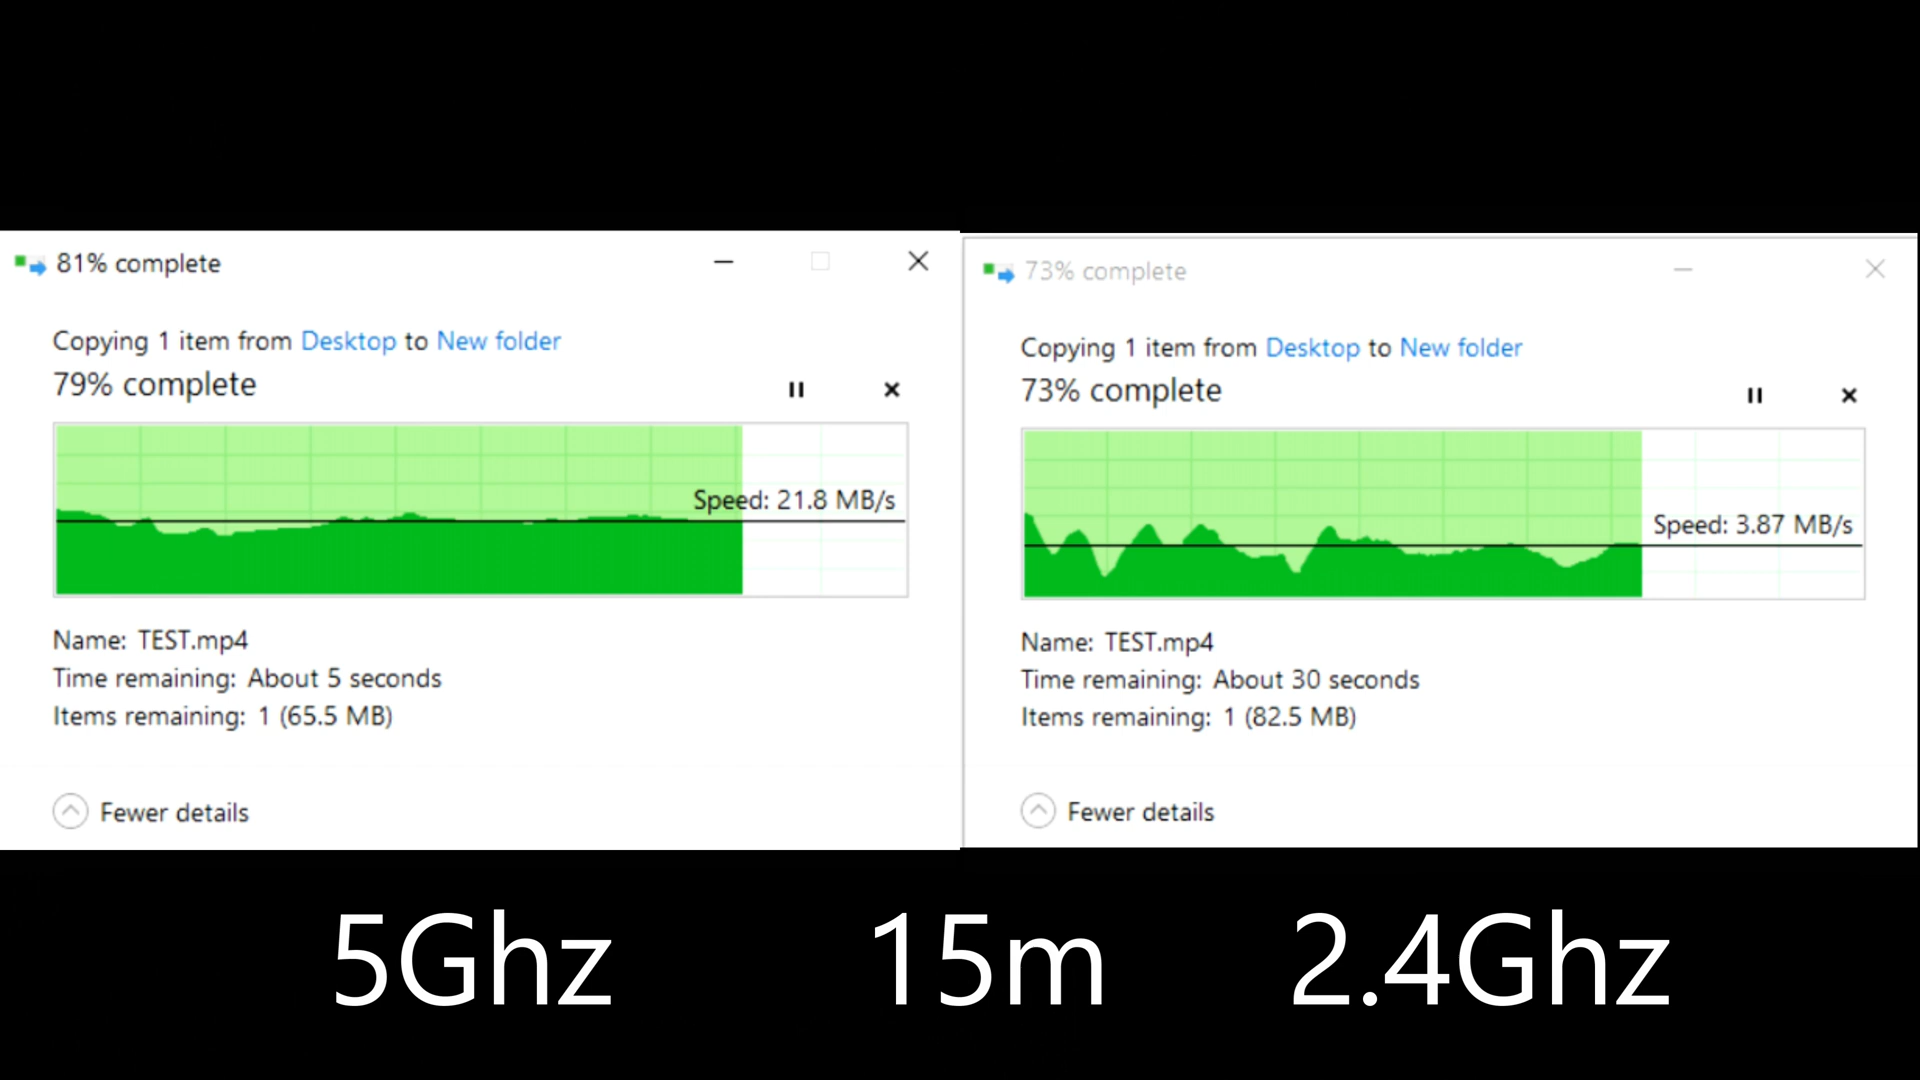 81% complete
Copying 1 item from Desktop to New folder
79% complete
Speed: 21.8 MB/s
Name: TEST.mp4
Time remaining: About 5 seconds
Items remaining: 1 (65.5 MB)
Fewer details
73% complete
Copying 1 item from Desktop to New folder
73% complete
Speed: 3.87 MB/s
Name: TEST.mp4
Time remaining: About 30 seconds
Items remaining: 1 (82.5 MB)
Fewer details
5Ghz 15m 2.4Ghz